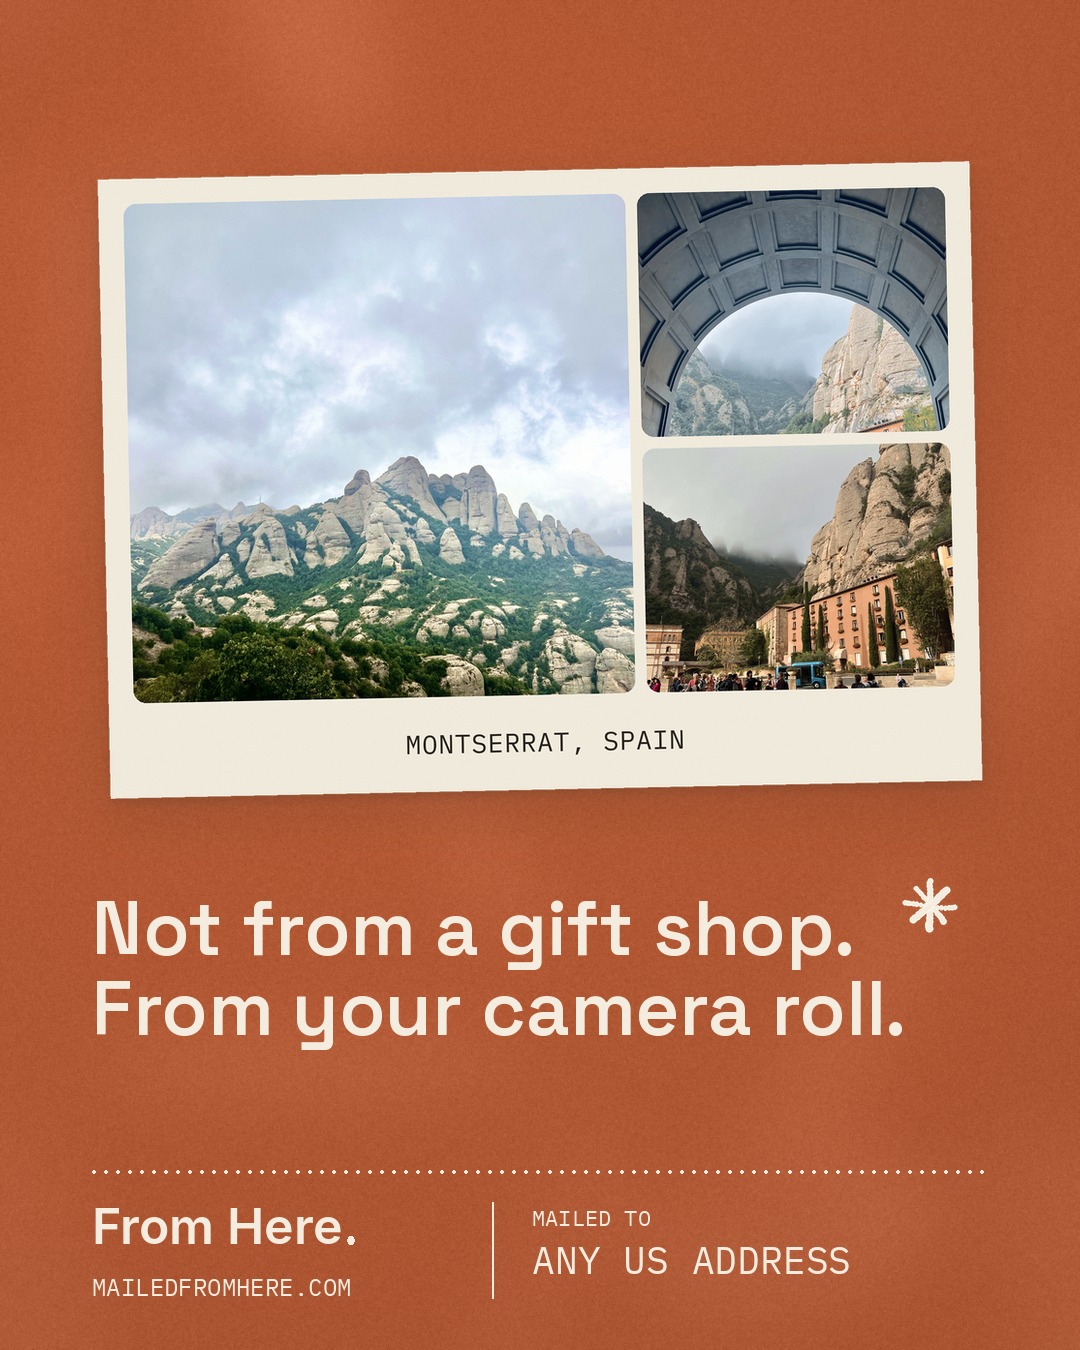 MONTSERRAT, SPAIN
Not from a gift shop.
From your camera roll.
From Here.
MAILEDFROMHERE.COM
MAILED TO
ANY US ADDRESS